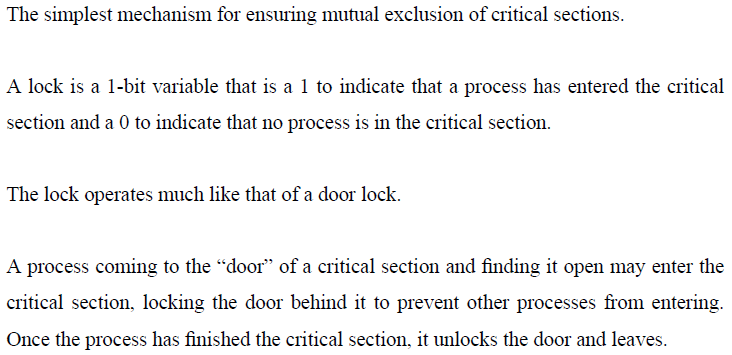 The simplest mechanism for ensuring mutual exclusion of critical sections.
A lock is a 1-bit variable that is a 1 to indicate that a process has entered the critical
section and a 0 to indicate that no process is in the critical section.
The lock operates much like that of a door lock.
A process coming to the “door” of a critical section and finding it open may enter the
critical section, locking the door behind it to prevent other processes from entering.
Once the process has finished the critical section, it unlocks the door and leaves.